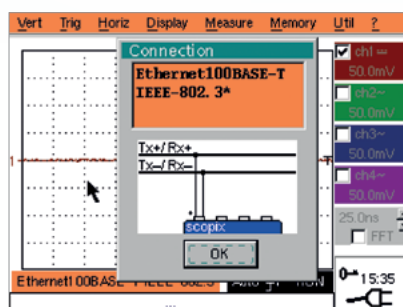 Vert Trig Horiz Display Measure Memory Util ?
Connection
Ethernet100BASE-T
IEEE-802.3*
Tx+/Rx+
Tx-/Rx-
scopix
OK
ch1
50.0mV
ch2~
50.0mV
ch3~
50.0mV
ch4~
50.0mV
25.0ns
FFT
1
15:35